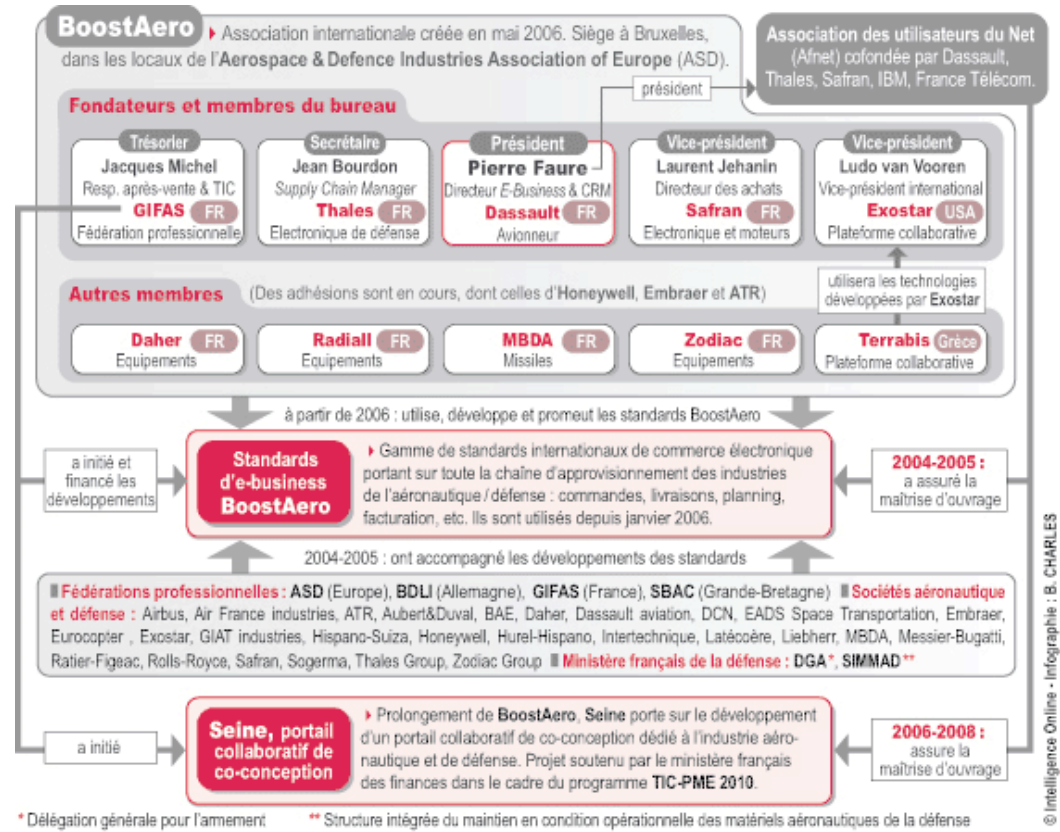 BoostAero
▸ Association internationale créée en mai 2006. Siège à Bruxelles,
dans les locaux de l'Aerospace & Defence Industries Association of Europe (ASD).
Association des utilisateurs du Net
(Afnet) cofondée par Dassault,
Thales, Safran, IBM, France Télécom.
président
Fondateurs et membres du bureau
Trésorier
Jacques Michel
Resp. après-vente & TIC
GIFAS FR
Fédération professionnelle
Secrétaire
Jean Bourdon
Supply Chain Manager
Thales FR
Electronique de défense
Président
Pierre Faure
Directeur E-Business & CRM
Dassault FR
Avionneur
Vice-président
Laurent Jehanin
Directeur des achats
Safran FR
Electronique et moteurs
Vice-président
Ludo van Vooren
Vice-président international
Exostar USA
Plateforme collaborative
utilisera les technologies
développées par Exostar
Autres membres (Des adhésions sont en cours, dont celles d'Honeywell, Embraer et ATR)
Daher FR
Equipements
Radiall FR
Equipements
MBDA FR
Missiles
Zodiac FR
Equipements
Terrabis Grèce
Plateforme collaborative
à partir de 2006 : utilise, développe et promeut les standards BoostAero
a initié et
financé les
développements
Standards
d'e-business
BoostAero
▸ Gamme de standards internationaux de commerce électronique
portant sur toute la chaîne d'approvisionnement des industries
de l'aéronautique / défense : commandes, livraisons, planning,
facturation, etc. Ils sont utilisés depuis janvier 2006.
2004-2005 :
a assuré la
maîtrise d'ouvrage
2004-2005 : ont accompagné les développements des standards
Fédérations professionnelles : ASD (Europe), BDLI (Allemagne), GIFAS (France), SBAC (Grande-Bretagne) Sociétés aéronautique
et défense : Airbus, Air France industries, ATR, Aubert&Duval, BAE, Daher, Dassault aviation, DCN, EADS Space Transportation, Embraer,
Eurocopter , Exostar, GIAT industries, Hispano-Suiza, Honeywell, Hurel-Hispano, Intertechnique, Latécoère, Liebherr, MBDA, Messier-Bugatti,
Ratier-Figeac, Rolls-Royce, Safran, Sogerma, Thales Group, Zodiac Group Ministère français de la défense : DGA*, SIMMAD**
a initié
Seine, portail
collaboratif de
co-conception
▸ Prolongement de BoostAero, Seine porte sur le développement
d'un portail collaboratif de co-conception dédié à l'industrie aéro-
nautique et de défense. Projet soutenu par le ministère français
des finances dans le cadre du programme TIC-PME 2010.
2006-2008 :
assure la
maîtrise d'ouvrage
* Délégation générale pour l'armement
** Structure intégrée du maintien en condition opérationnelle des matériels aéronautiques de la défense
© Intelligence Online - Infographie : B. CHARLES